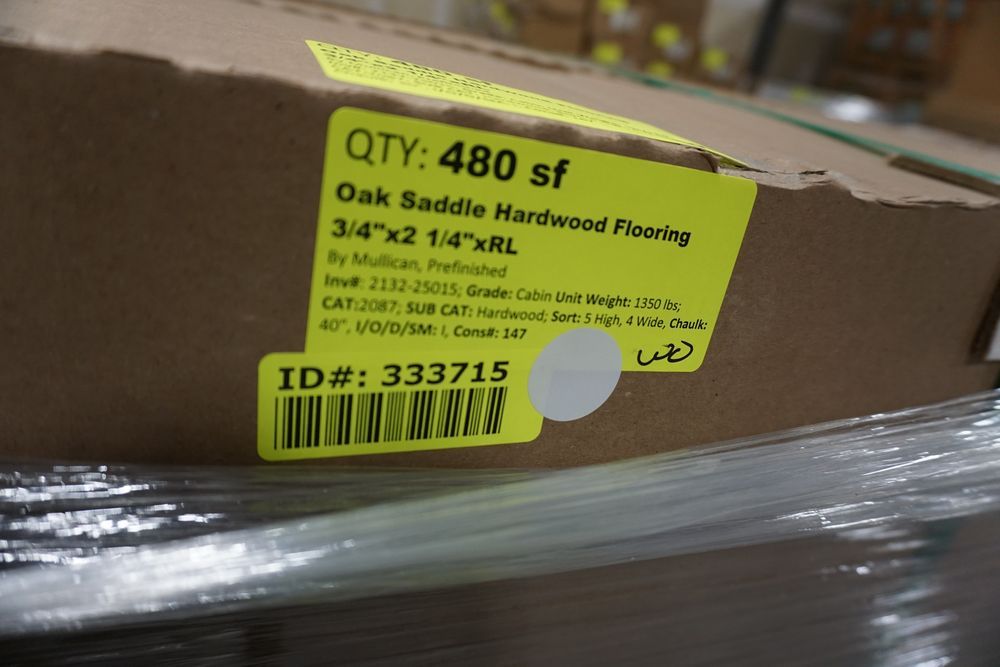 QTY: 480 sf
Oak Saddle Hardwood Flooring
3/4"x2 1/4"xRL
By Mullican, Prefinished
Inv#: 2132-25015; Grade: Cabin Unit Weight: 1350 lbs;
CAT:2087; SUB CAT: Hardwood; Sort: 5 High, 4 Wide, Chaulk:
40", I/O/D/SM: I, Cons#: 147
ID#: 333715